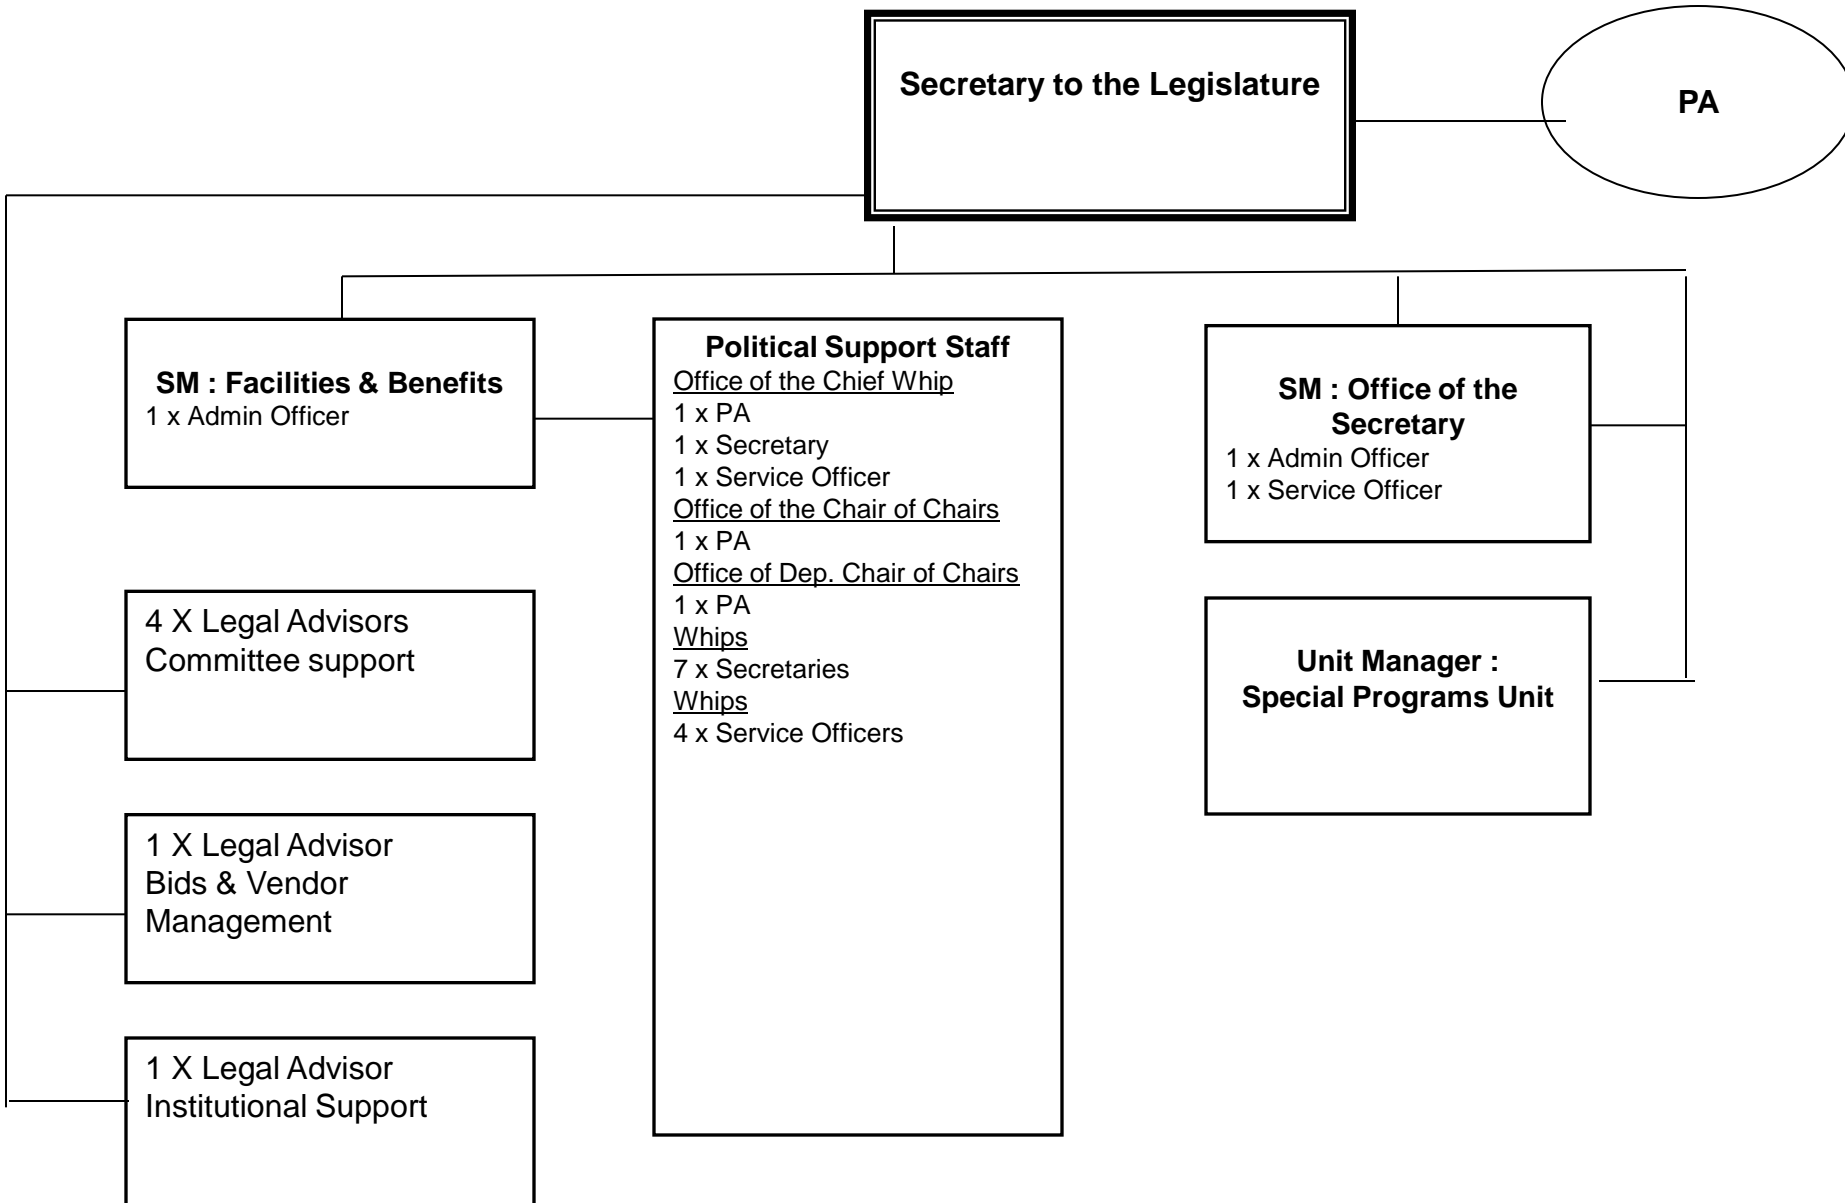 Secretary to the Legislature
PA
SM : Facilities & Benefits
1 x Admin Officer
Political Support Staff
Office of the Chief Whip
1 x PA
1 x Secretary
1 x Service Officer
Office of the Chair of Chairs
1 x PA
Office of Dep. Chair of Chairs
1 x PA
Whips
7 x Secretaries
Whips
4 x Service Officers
SM : Office of the
Secretary
1 x Admin Officer
1 x Service Officer
4 X Legal Advisors
Committee support
Unit Manager :
Special Programs Unit
1 X Legal Advisor
Bids & Vendor
Management
1 X Legal Advisor
Institutional Support